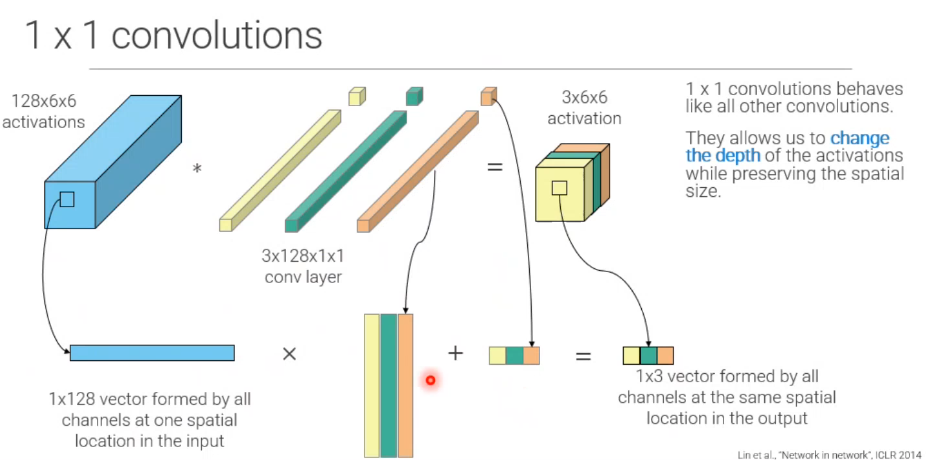 1 x 1 convolutions
128x6x6
activations
*
=
3x128x1x1
conv layer
3x6x6
activation
1 x 1 convolutions behaves
like all other convolutions.
They allows us to change
the depth of the activations
while preserving the spatial
size.
×
+
=
1x128 vector formed by all
channels at one spatial
location in the input
1x3 vector formed by all
channels at the same spatial
location in the output
Lin et al., "Network in network", ICLR 2014